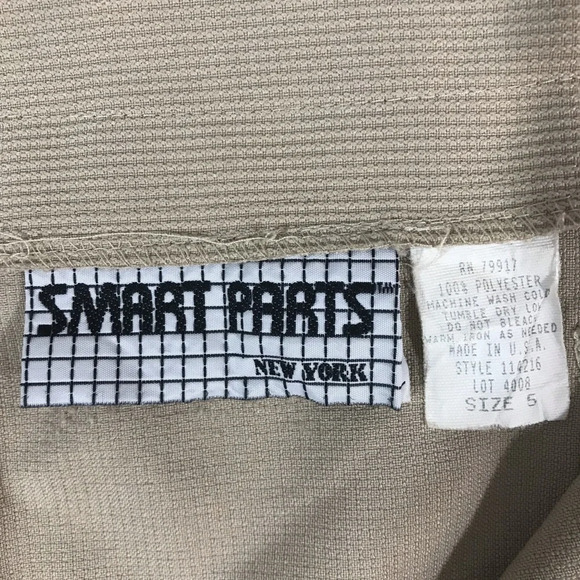 SMART PARTS™
NEW YORK
RN 79917
100% POLYESTER
MACHINE WASH COLD
TUMBLE DRY LOW
DO NOT BLEACH
WARM IRON AS NEEDED
MADE IN U.S.A.
STYLE 114216
LOT 4008
SIZE 5